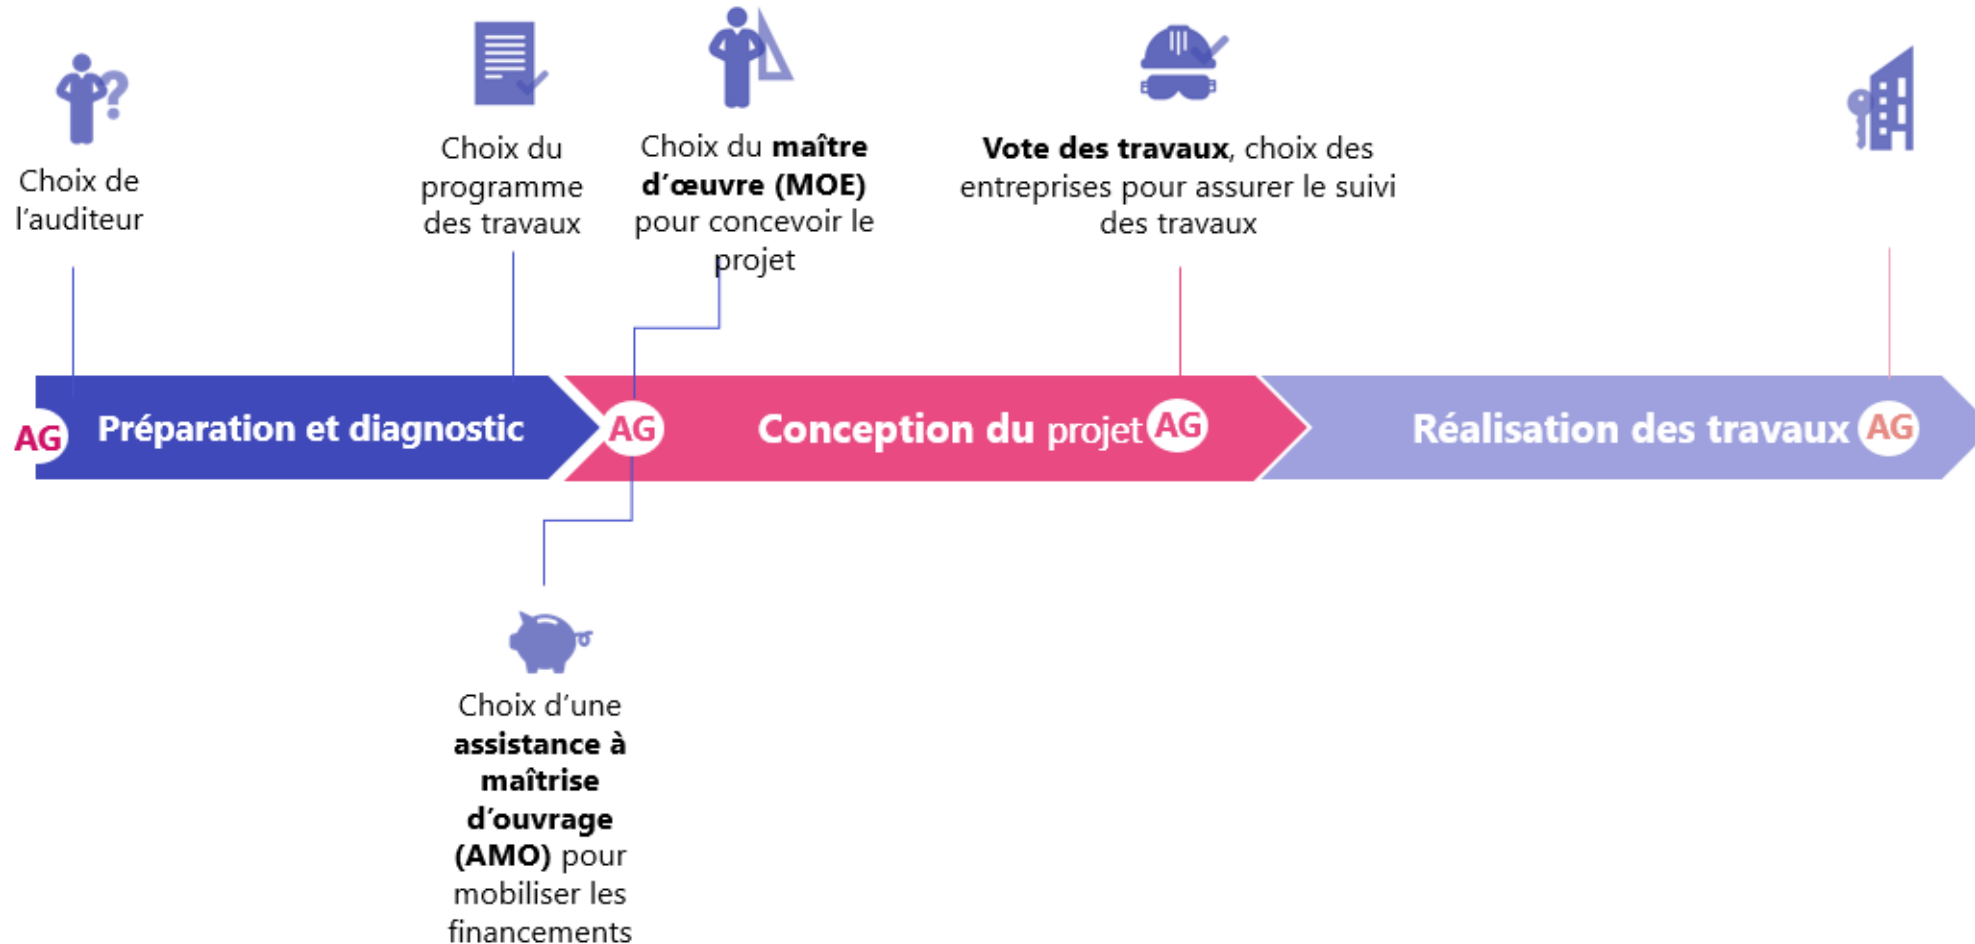 Choix de
l'auditeur
Choix du
programme
des travaux
Choix du maître
d'œuvre (MOE)
pour concevoir le
projet
Vote des travaux, choix des
entreprises pour assurer le suivi
des travaux
AG
Préparation et diagnostic
AG
Conception du projet
AG
Réalisation des travaux
AG
Choix d'une
assistance à
maîtrise
d'ouvrage
(AMO) pour
mobiliser les
financements